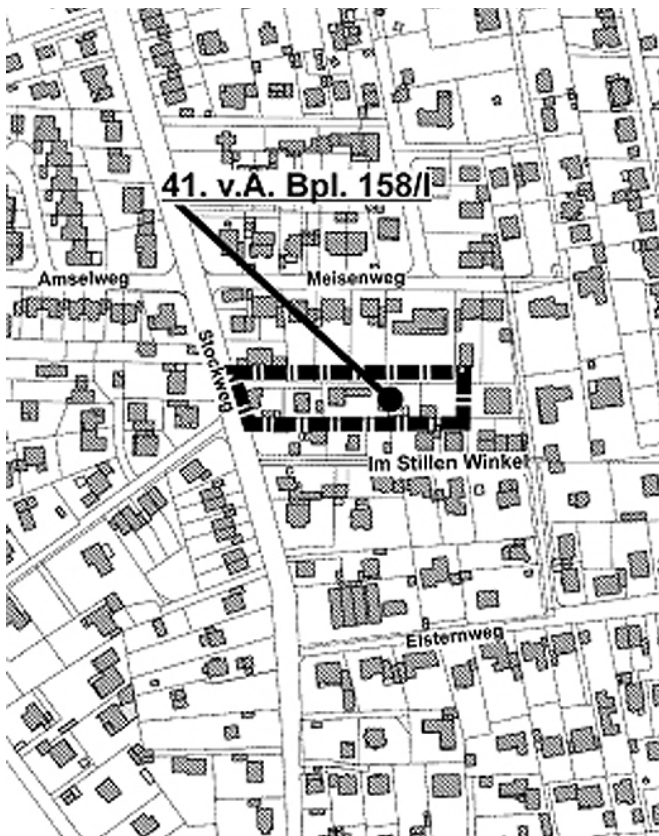 41. v.A. Bpl. 158/I
Amselweg
Meisenweg
Stockweg
Im Stillen Winkel
Elsternweg